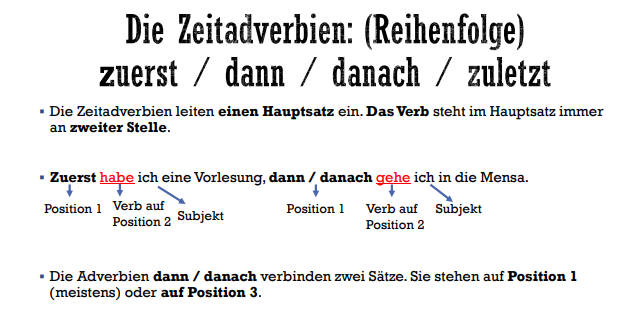 Die Zeitadverbien: (Reihenfolge)
zuerst / dann / danach / zuletzt
▪ Die Zeitadverbien leiten einen Hauptsatz ein. Das Verb steht im Hauptsatz immer
an zweiter Stelle.
▪ Zuerst habe ich eine Vorlesung, dann / danach gehe ich in die Mensa.
Position 1 Verb auf Position 2 Subjekt Position 1 Verb auf Position 2 Subjekt
▪ Die Adverbien dann / danach verbinden zwei Sätze. Sie stehen auf Position 1
(meistens) oder auf Position 3.